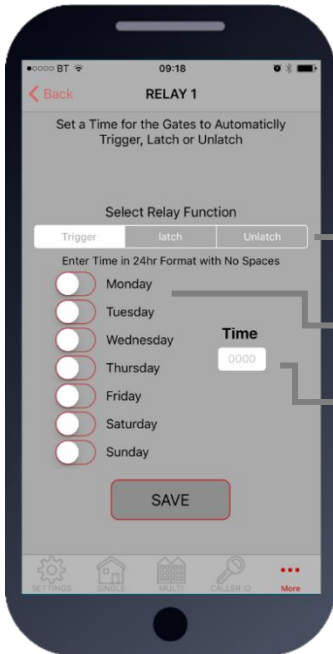 BT 09:18
Back RELAY 1
Set a Time for the Gates to Automaticlly
Trigger, Latch or Unlatch
Select Relay Function
Trigger latch Unlatch
Enter Time in 24hr Format with No Spaces
Monday
Tuesday
Wednesday
Time
0000
Thursday
Friday
Saturday
Sunday
SAVE
SETTINGS SINGLE MULTI CALLER ID More